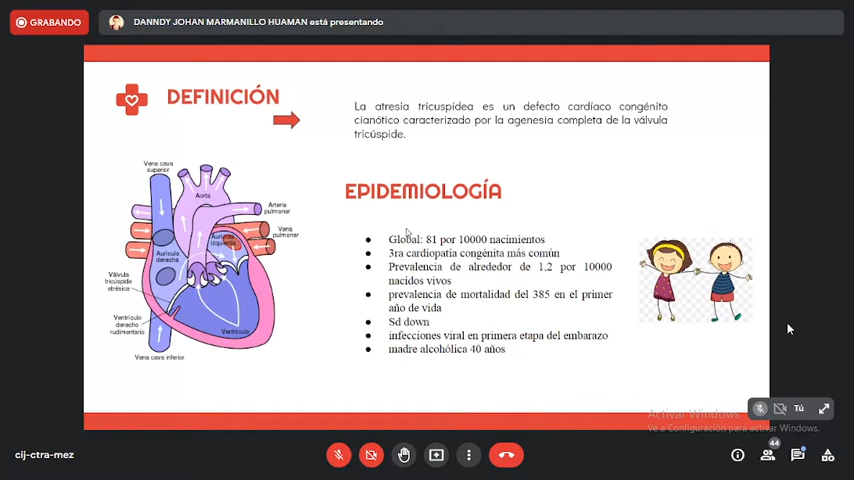 GRABANDO
DANNDY JOHAN MARMANILLO HUAMAN está presentando
DEFINICIÓN
La atresia tricuspídea es un defecto cardíaco congénito
cianótico caracterizado por la agenesia completa de la válvula
tricúspide.
Vena cava
superior
Aorta
Arteria
pulmonar
Vena
pulmonar
Aurícula
izquierda
Aurícula
derecha
Válvula
tricúspide
atrésica
Ventrículo
derecho
rudimentario
Ventrículo
Vena cava inferior
EPIDEMIOLOGÍA
● Global: 81 por 10000 nacimientos
● 3ra cardiopatía congénita más común
● Prevalencia de alrededor de 1,2 por 10000
nacidos vivos
● prevalencia de mortalidad del 385 en el primer
año de vida
● Sd down
● infecciones viral en primera etapa del embarazo
● madre alcohólica 40 años
Activar Windows
Ve a Configuración para activar Windows.
Tú
cij-ctra-mez
44